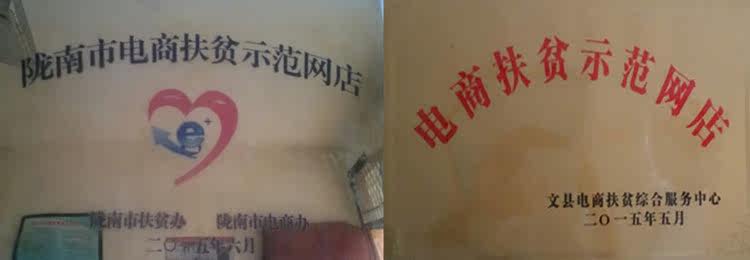 陇南市电商扶贫示范网店
e+
陇南市扶贫办 陇南市电商办
二〇一五年六月
电商扶贫示范网店
文县电商扶贫综合服务中心
二〇一五年五月